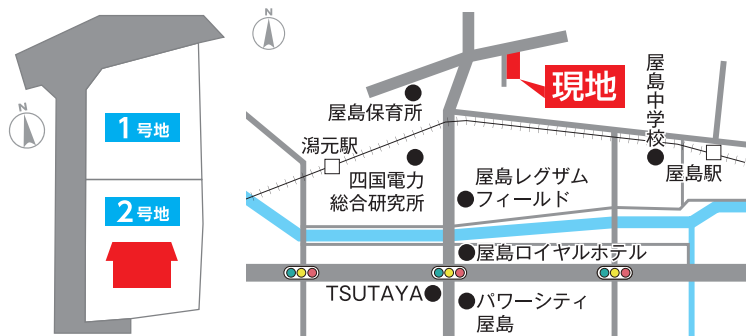 N
1号地
N
2号地
N
現地
屋島中学校
屋島保育所
潟元駅
屋島駅
四国電力
総合研究所
屋島レグザム
フィールド
屋島ロイヤルホテル
TSUTAYA
パワーシティ
屋島